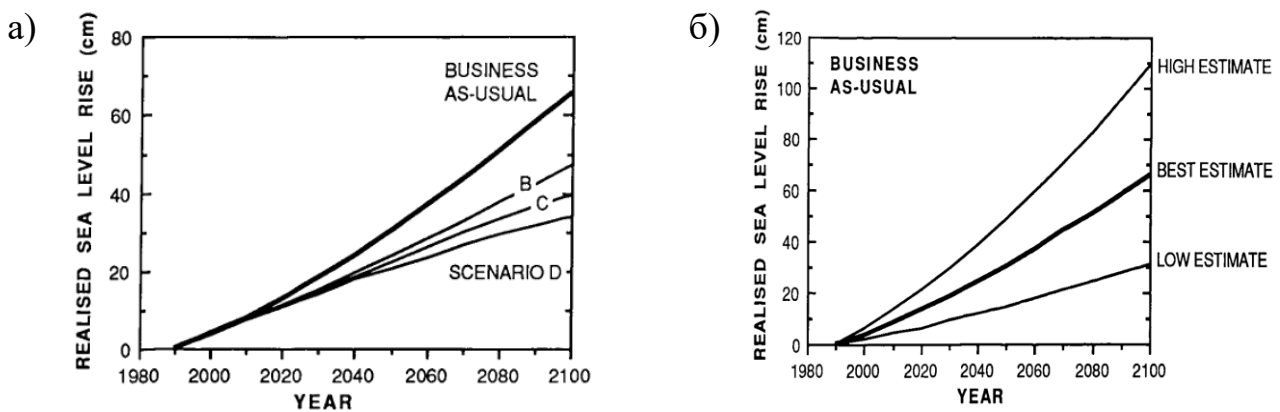 а)
REALISED SEA LEVEL RISE (cm)
80
60
40
20
0
BUSINESS
AS-USUAL
B
C
SCENARIO D
1980 2000 2020 2040 2060 2080 2100
YEAR
б)
REALISED SEA LEVEL RISE (cm)
120
100
80
60
40
20
0
BUSINESS
AS-USUAL
HIGH ESTIMATE
BEST ESTIMATE
LOW ESTIMATE
1980 2000 2020 2040 2060 2080 2100
YEAR